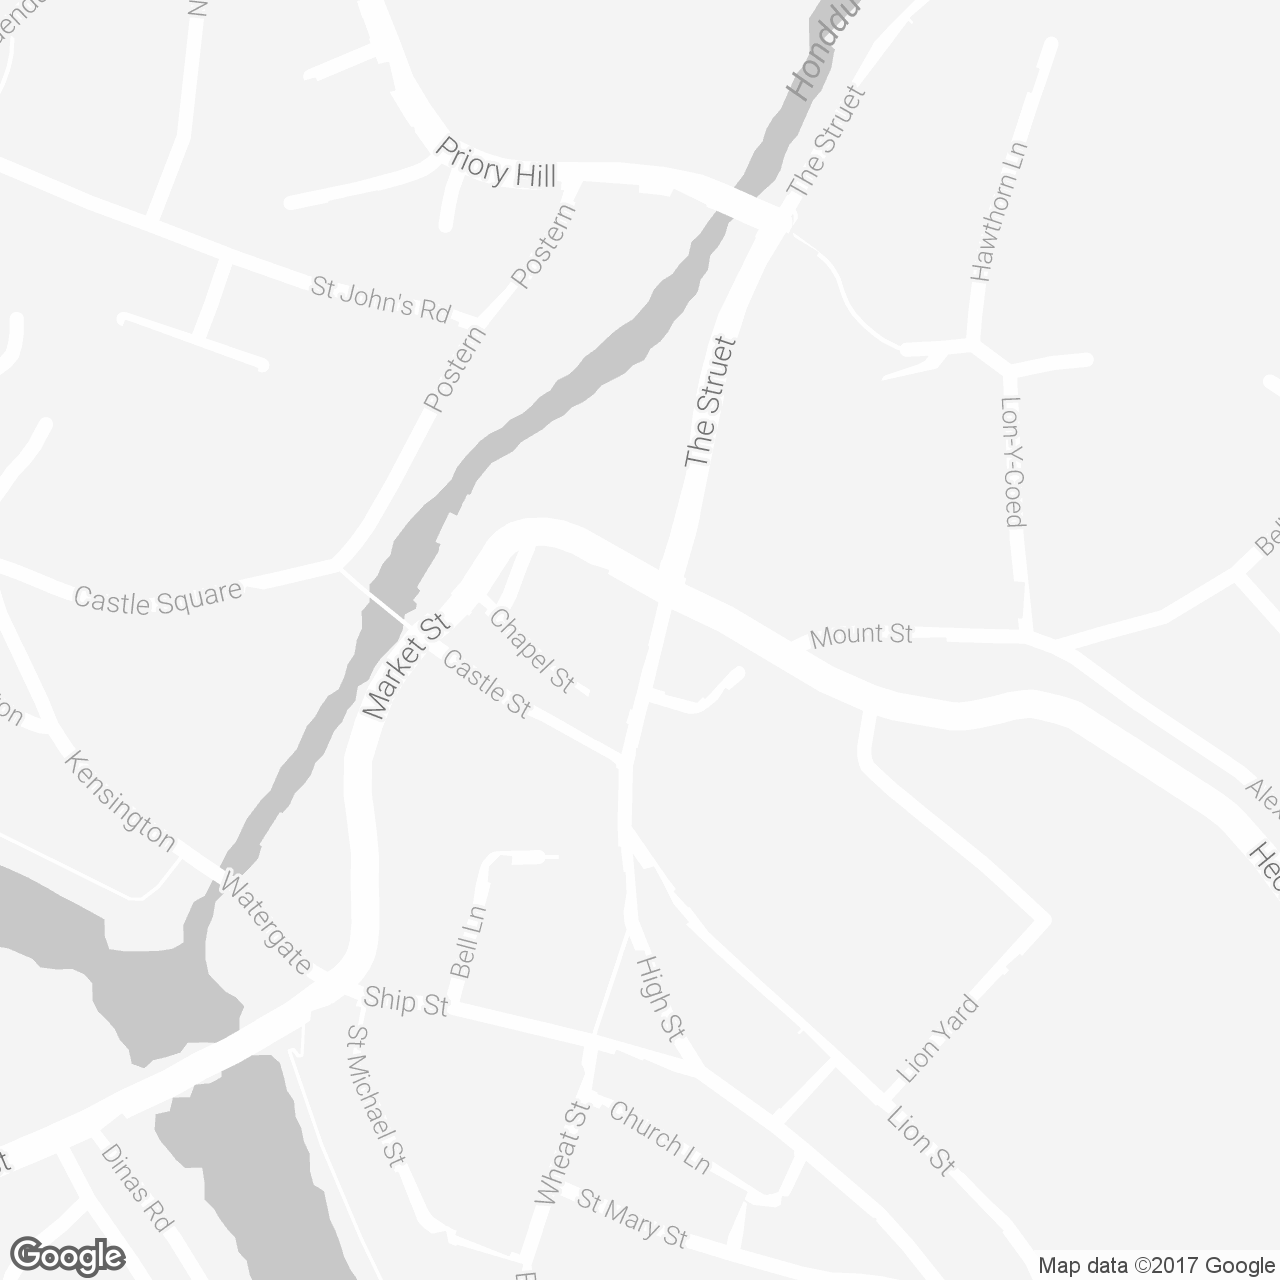 Honddu
The Struet
Hawthorn Ln
Priory Hill
Postern
St John's Rd
Postern
The Struet
Lon-Y-Coed
Castle Square
Market St
Chapel St
Mount St
Castle St
Kensington
Watergate
Bell Ln
Ship St
High St
St Michael St
Lion Yard
Wheat St
Church Ln
Lion St
Dinas Rd
St Mary St
Google
Map data ©2017 Google